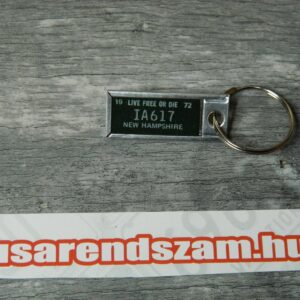 19 LIVE FREE OR DIE 72
IA617
NEW HAMPSHIRE
usarendszam.hu